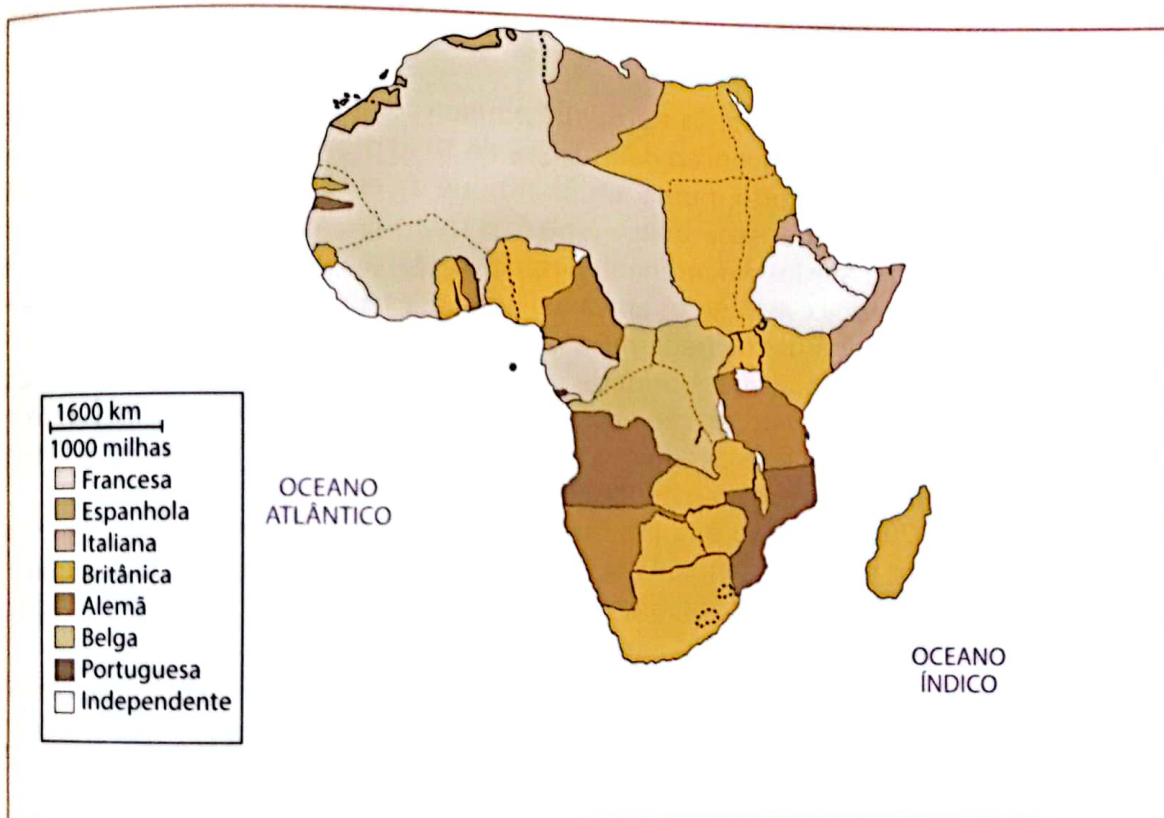 1600 km
1000 milhas
Francesa
Espanhola
Italiana
Britânica
Alemã
Belga
Portuguesa
Independente
OCEANO
ATLÂNTICO
OCEANO
ÍNDICO